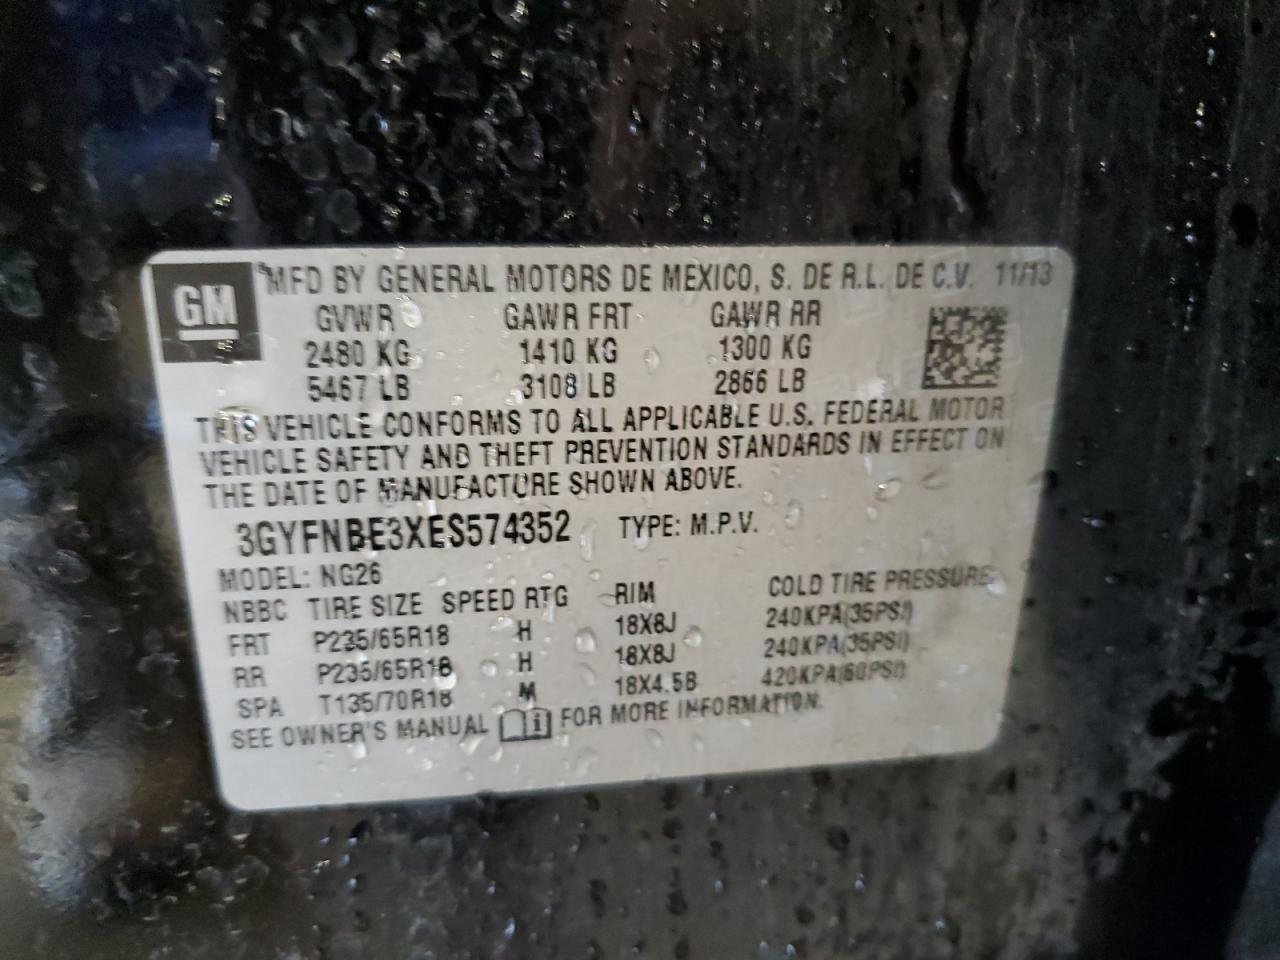 GM
MFD BY GENERAL MOTORS DE MEXICO, S. DE R.L. DE C.V. 11/13
GVWR GAWR FRT GAWR RR
2480 KG 1410 KG 1300 KG
5467 LB 3108 LB 2866 LB
THIS VEHICLE CONFORMS TO ALL APPLICABLE U.S. FEDERAL MOTOR
VEHICLE SAFETY AND THEFT PREVENTION STANDARDS IN EFFECT ON
THE DATE OF MANUFACTURE SHOWN ABOVE.
3GYFNBE3XES574352 TYPE: M.P.V.
MODEL: NG26
NBBC TIRE SIZE SPEED RTG RIM COLD TIRE PRESSURE
FRT P235/65R18 H 18X8J 240KPA(35PSI)
RR P235/65R18 H 18X8J 240KPA(35PSI)
SPA T135/70R18 M 18X4.5B 420KPA(60PSI)
SEE OWNER'S MANUAL FOR MORE INFORMATION.